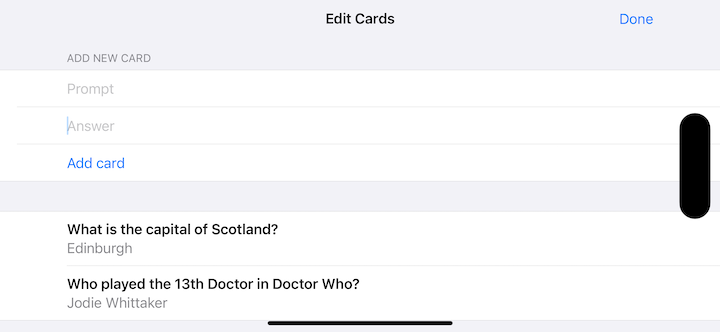 Edit Cards
Done
ADD NEW CARD
Prompt
Answer
Add card
What is the capital of Scotland?
Edinburgh
Who played the 13th Doctor in Doctor Who?
Jodie Whittaker